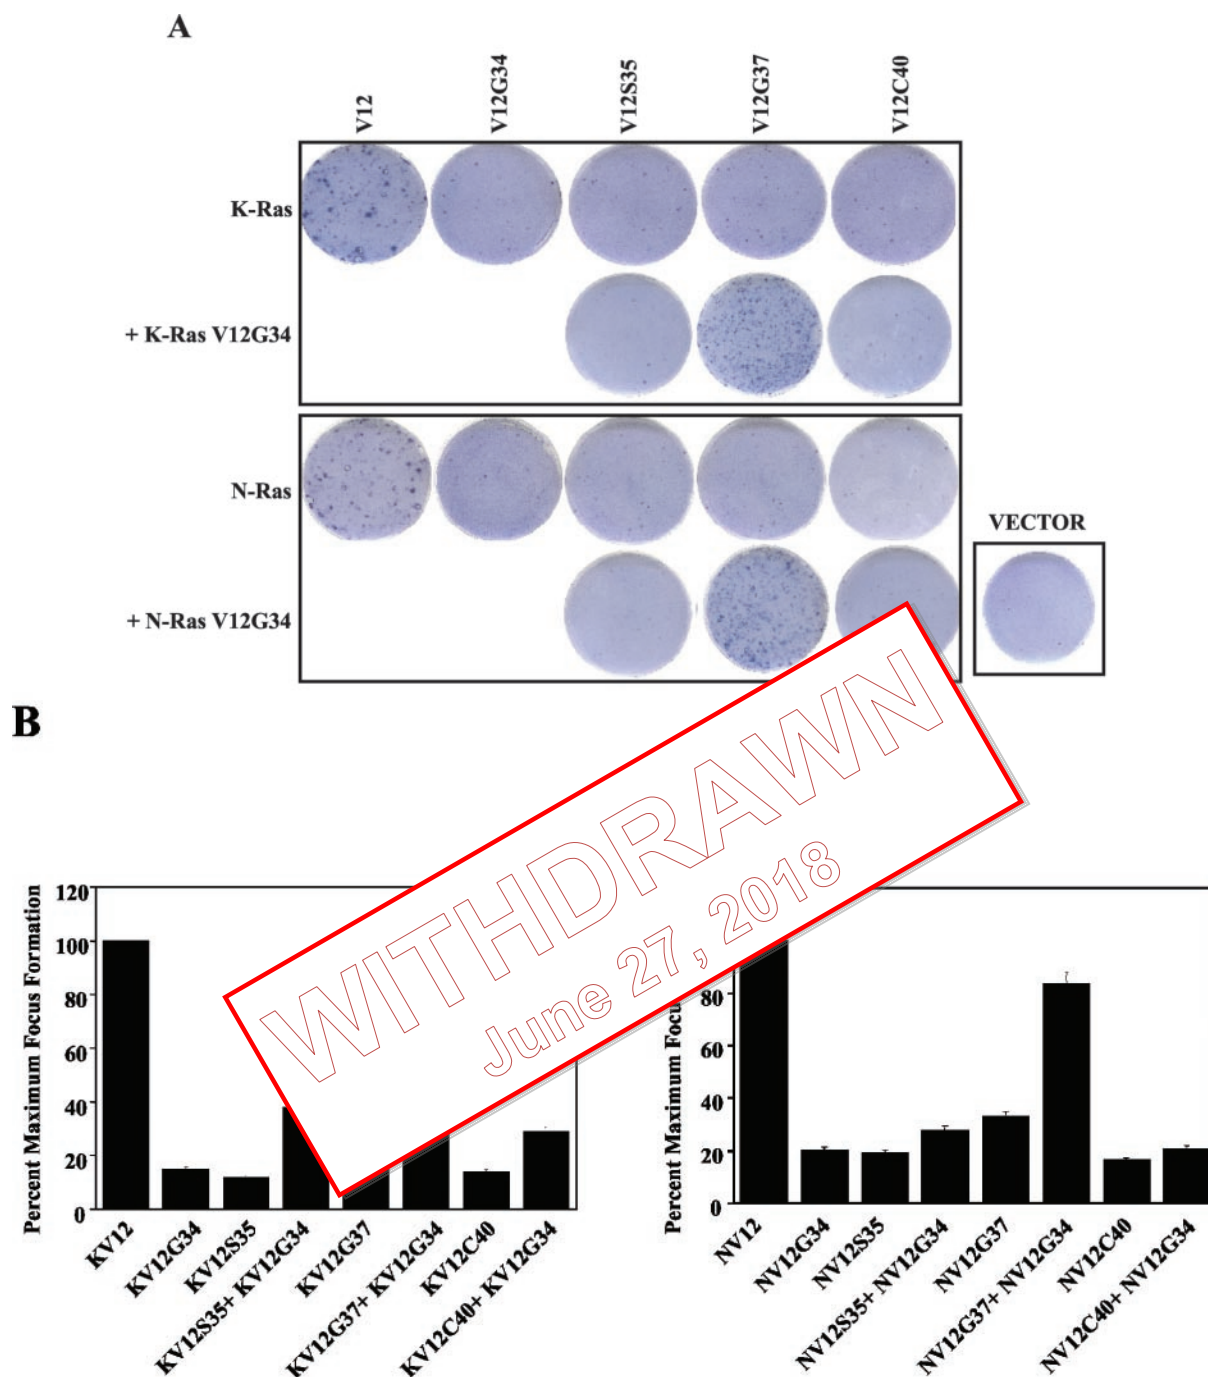 A
V12
V12G34
V12S35
V12G37
V12C40
K-Ras
+ K-Ras V12G34
N-Ras
+ N-Ras V12G34
VECTOR
B
WITHDRAWN
June 27, 2018
Percent Maximum Focus Formation
120
100
80
60
40
20
0
KV12
KV12G34
KV12S35
KV12S35+ KV12G34
KV12G37
KV12G37+ KV12G34
KV12C40
KV12C40+ KV12G34
Percent Maximum Focus
80
60
40
20
0
NV12
NV12G34
NV12S35
NV12S35+ NV12G34
NV12G37
NV12G37+ NV12G34
NV12C40
NV12C40+ NV12G34